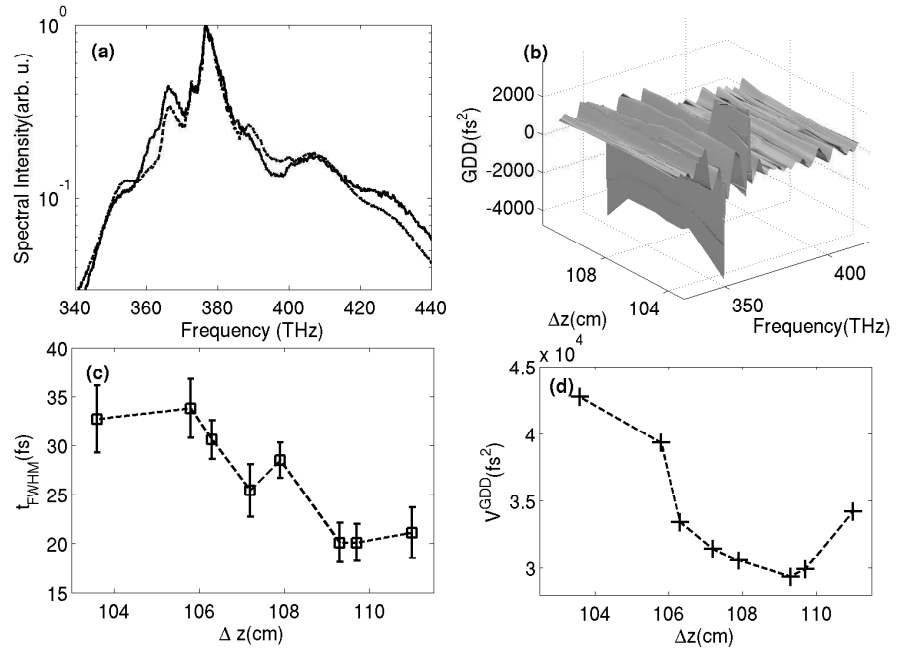 10^0
(a)
10^-1
Spectral Intensity(arb. u.)
340 360 380 400 420 440
Frequency (THz)
(b)
2000
0
-2000
-4000
GDD(fs^2)
108
104
Δz(cm)
350
400
Frequency(THz)
(c)
40
35
30
25
20
15
t_FWHM(fs)
104 106 108 110
Δ z(cm)
x 10^4
(d)
4.5
4
3.5
3
V^GDD(fs^2)
104 106 108 110
Δz(cm)